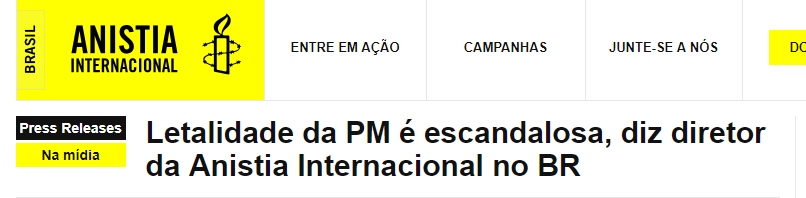 BRASIL
ANISTIA
INTERNACIONAL
ENTRE EM AÇÃO
CAMPANHAS
JUNTE-SE A NÓS
DO
Press Releases
Na mídia
Letalidade da PM é escandalosa, diz diretor
da Anistia Internacional no BR